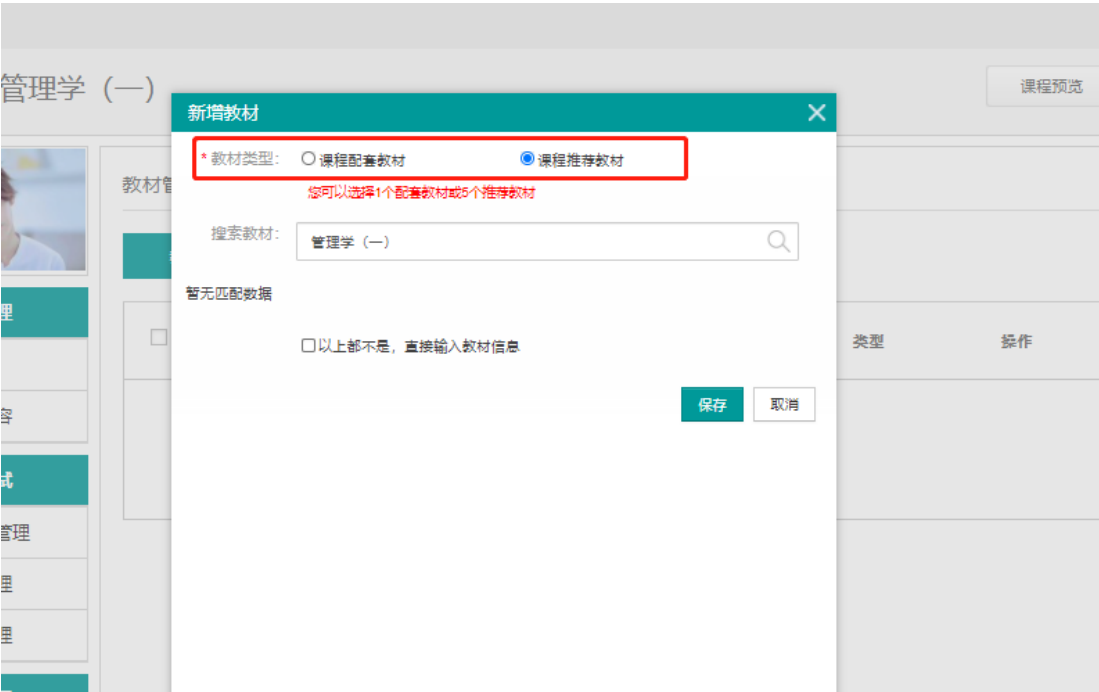 管理学（一）
课程预览
新增教材
* 教材类型: 课程配套教材 课程推荐教材
您可以选择1个配套教材或5个推荐教材
教材管
搜索教材: 管理学（一）
暂无匹配数据
理
以上都不是，直接输入教材信息
类型 操作
保存 取消
容
试
管理
理
理